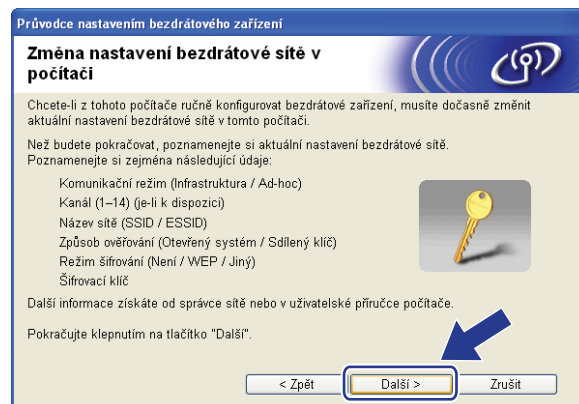 Průvodce nastavením bezdrátového zařízení
Změna nastavení bezdrátové sítě v
počítači
Chcete-li z tohoto počítače ručně konfigurovat bezdrátové zařízení, musíte dočasně změnit
aktuální nastavení bezdrátové sítě v tomto počítači.
Než budete pokračovat, poznamenejte si aktuální nastavení bezdrátové sítě.
Poznamenejte si zejména následující údaje:
Komunikační režim (Infrastruktura / Ad-hoc)
Kanál (1–14) (je-li k dispozici)
Název sítě (SSID / ESSID)
Způsob ověřování (Otevřený systém / Sdílený klíč)
Režim šifrování (Není / WEP / Jiný)
Šifrovací klíč
Další informace získáte od správce sítě nebo v uživatelské příručce počítače.
Pokračujte klepnutím na tlačítko "Další".
< Zpět
Další >
Zrušit